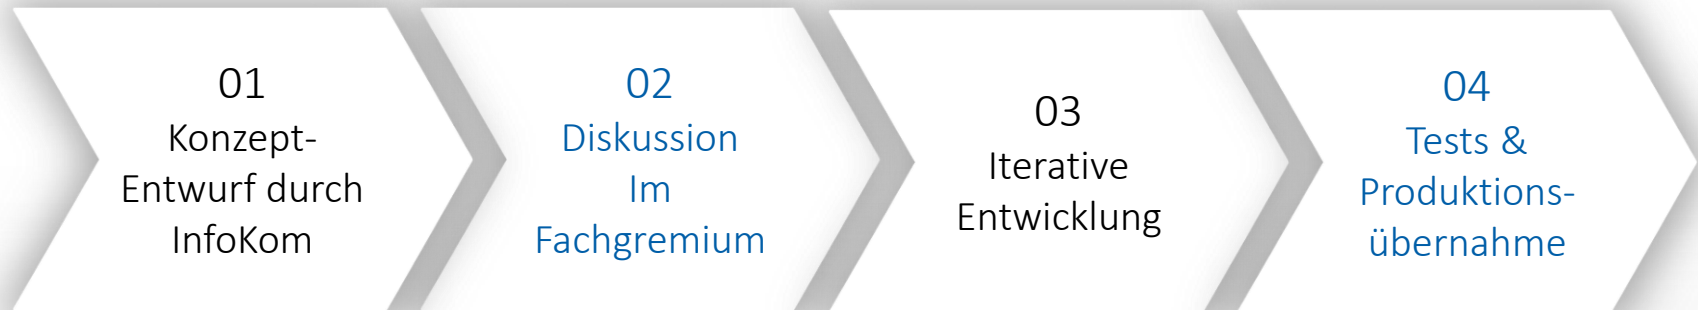 01
Konzept-
Entwurf durch
InfoKom
02
Diskussion
Im
Fachgremium
03
Iterative
Entwicklung
04
Tests &
Produktions-
übernahme